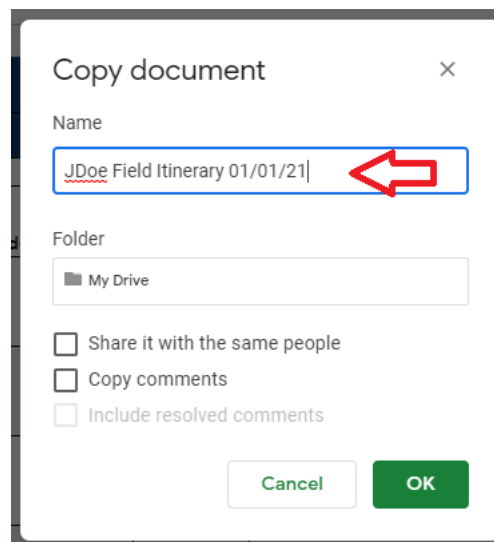 Copy document
Name
JDoe Field Itinerary 01/01/21
Folder
My Drive
Share it with the same people
Copy comments
Include resolved comments
Cancel OK